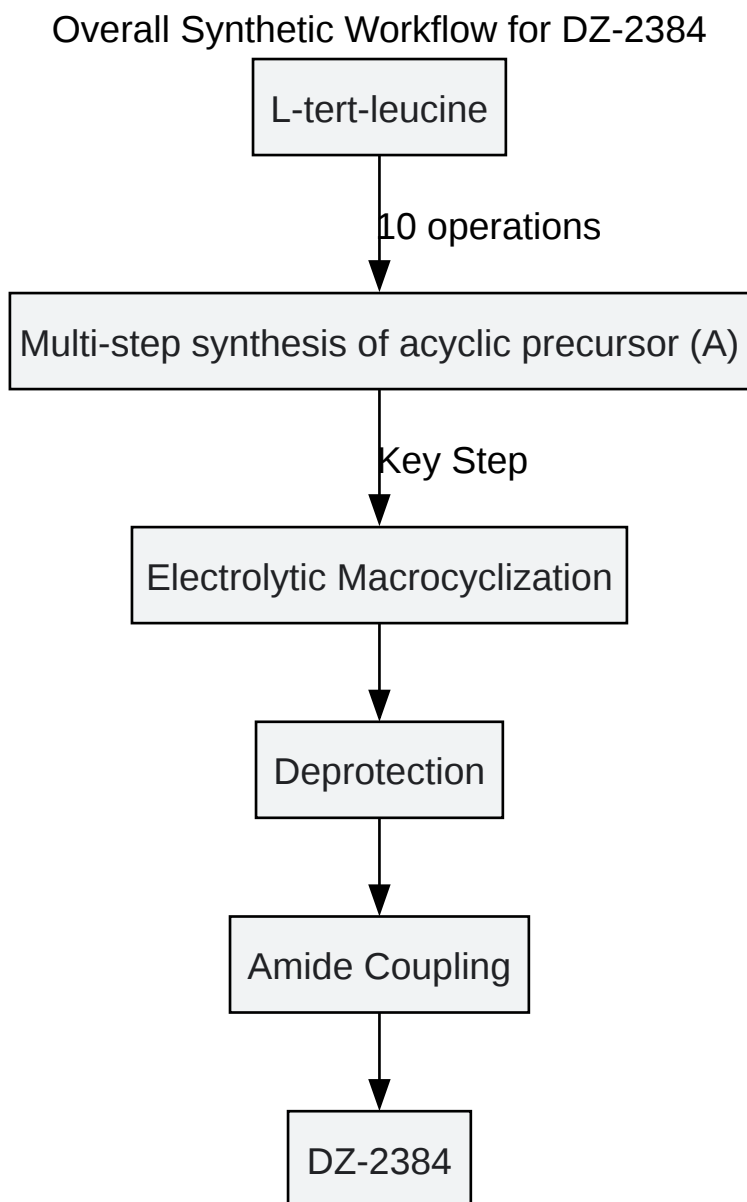 Overall Synthetic Workflow for DZ-2384
L-tert-leucine
10 operations
Multi-step synthesis of acyclic precursor (A)
Key Step
Electrolytic Macrocyclization
Deprotection
Amide Coupling
DZ-2384